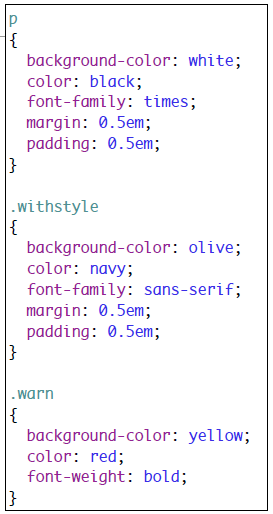 p
{
  background-color: white;
  color: black;
  font-family: times;
  margin: 0.5em;
  padding: 0.5em;
}

.withstyle
{
  background-color: olive;
  color: navy;
  font-family: sans-serif;
  margin: 0.5em;
  padding: 0.5em;
}

.warn
{
  background-color: yellow;
  color: red;
  font-weight: bold;
}